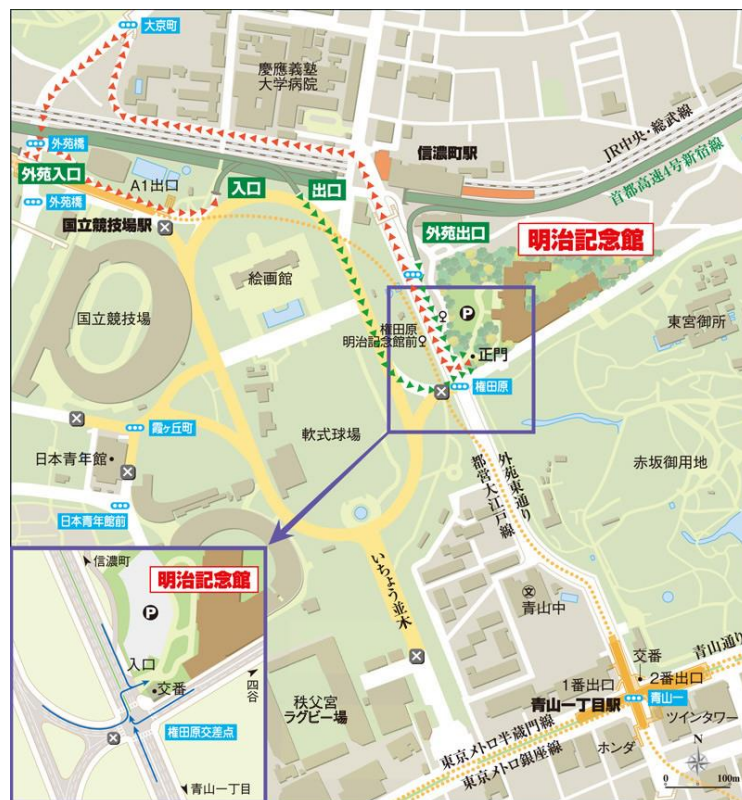 大京町
慶應義塾
大学病院
外苑橋
信濃町駅
JR中央・総武線
首都高速4号新宿線
外苑入口
A1出口
入口
出口
外苑橋
国立競技場駅
外苑出口
明治記念館
絵画館
国立競技場
P
東宮御所
権田原
明治記念館前
正門
権田原
霞ヶ丘町
軟式球場
日本青年館
赤坂御用地
外苑東通り
都営大江戸線
日本青年館前
いちょう並木
信濃町
明治記念館
P
入口
交番
四谷
権田原交差点
青山一丁目
文
青山中
秩父宮
ラグビー場
青山通り
交番
1番出口
2番出口
青山一丁目駅
青山一
ツインタワー
ホンダ
東京メトロ半蔵門線
東京メトロ銀座線
N
0 100m